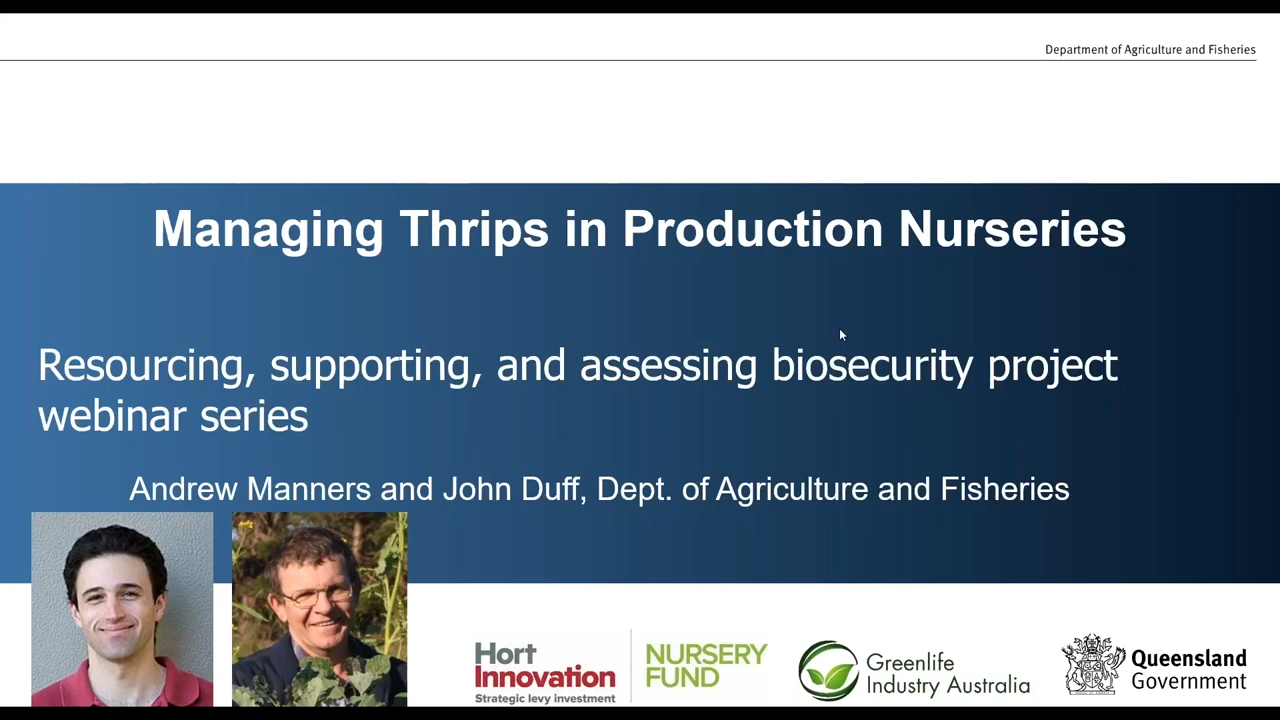 Department of Agriculture and Fisheries
Managing Thrips in Production Nurseries
Resourcing, supporting, and assessing biosecurity project
webinar series
Andrew Manners and John Duff, Dept. of Agriculture and Fisheries
Hort
Innovation
Strategic levy investment
NURSERY
FUND
Greenlife
Industry Australia
Queensland
Government